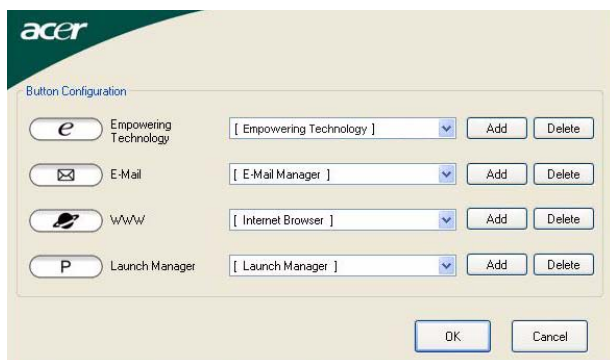 acer
Button Configuration
e Empowering Technology [ Empowering Technology ] Add Delete
E-Mail [ E-Mail Manager ] Add Delete
WWW [ Internet Browser ] Add Delete
P Launch Manager [ Launch Manager ] Add Delete
OK Cancel